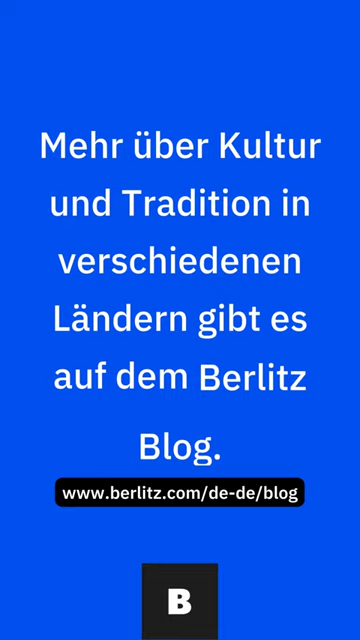 Mehr über Kultur
und Tradition in
verschiedenen
Ländern gibt es
auf dem Berlitz
Blog.
www.berlitz.com/de-de/blog
B